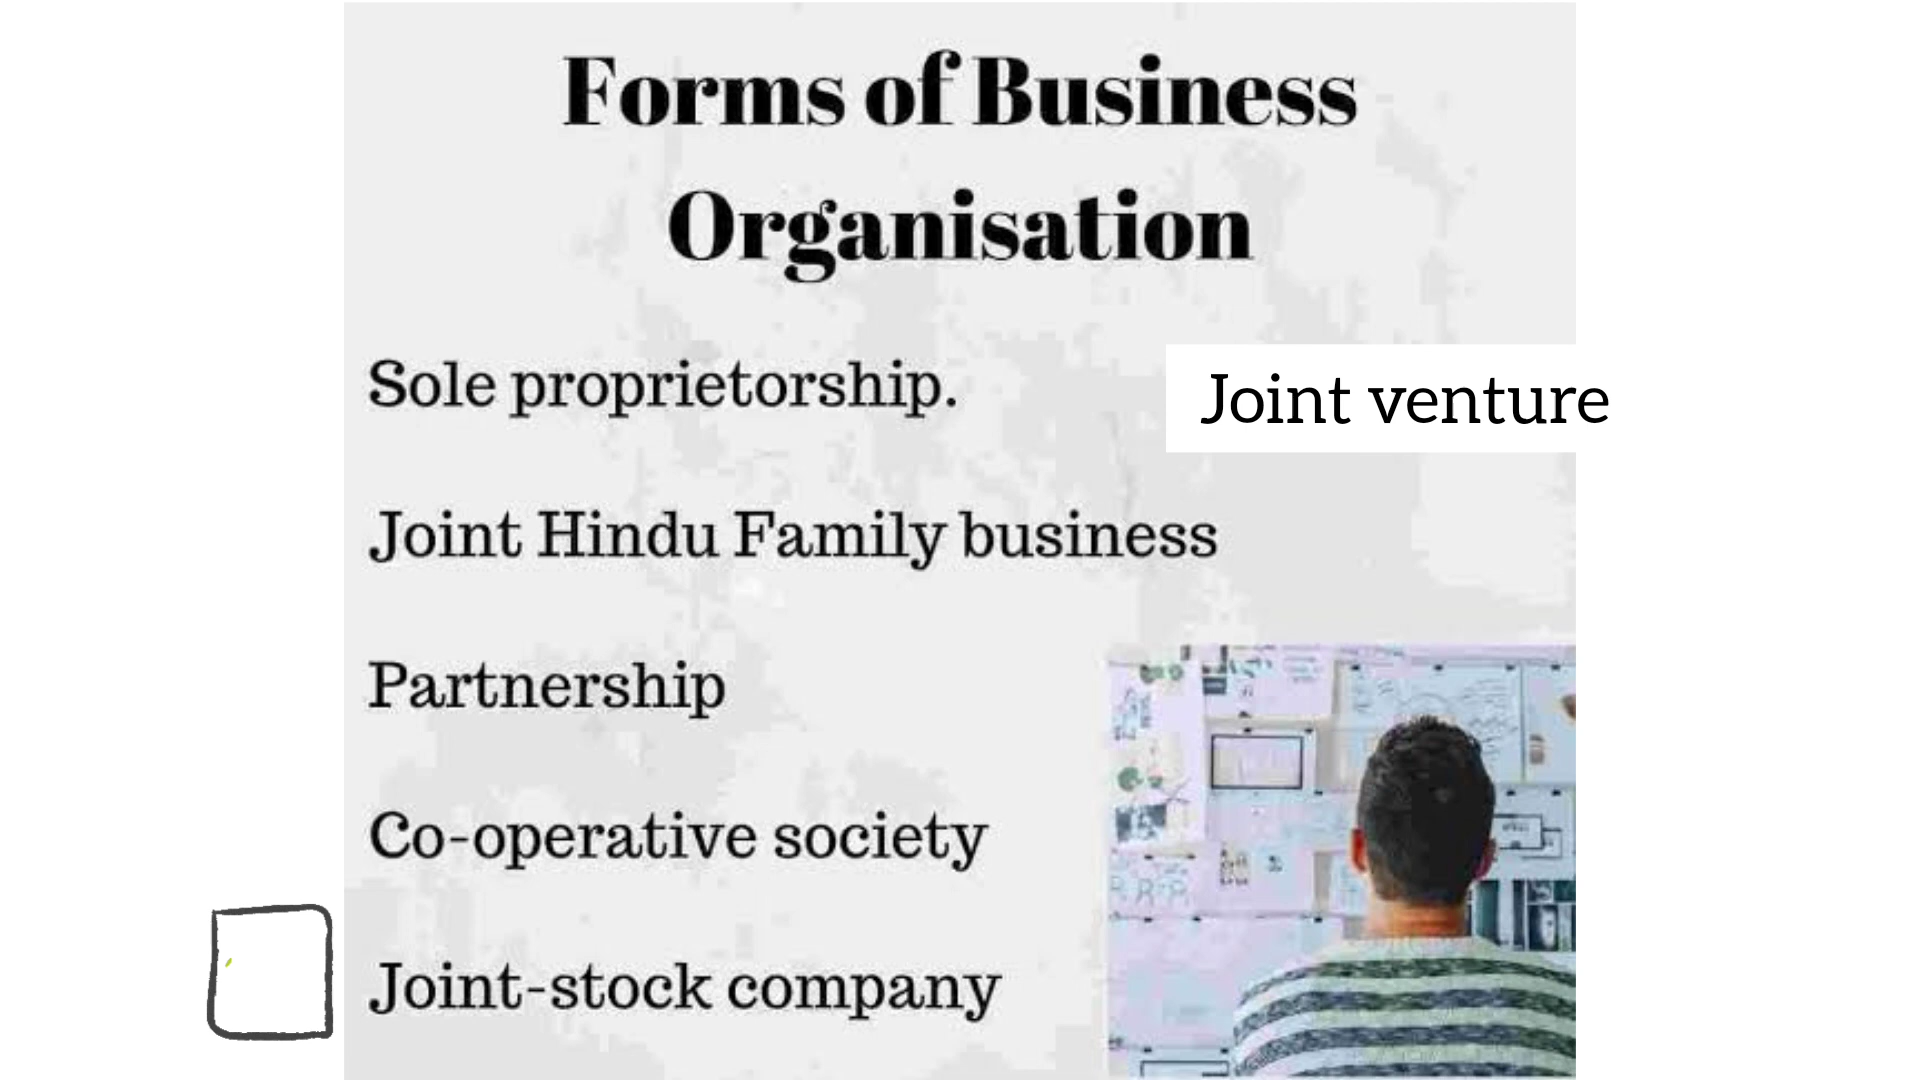 Forms of Business
Organisation
Sole proprietorship.
Joint venture
Joint Hindu Family business
Partnership
Co-operative society
Joint-stock company